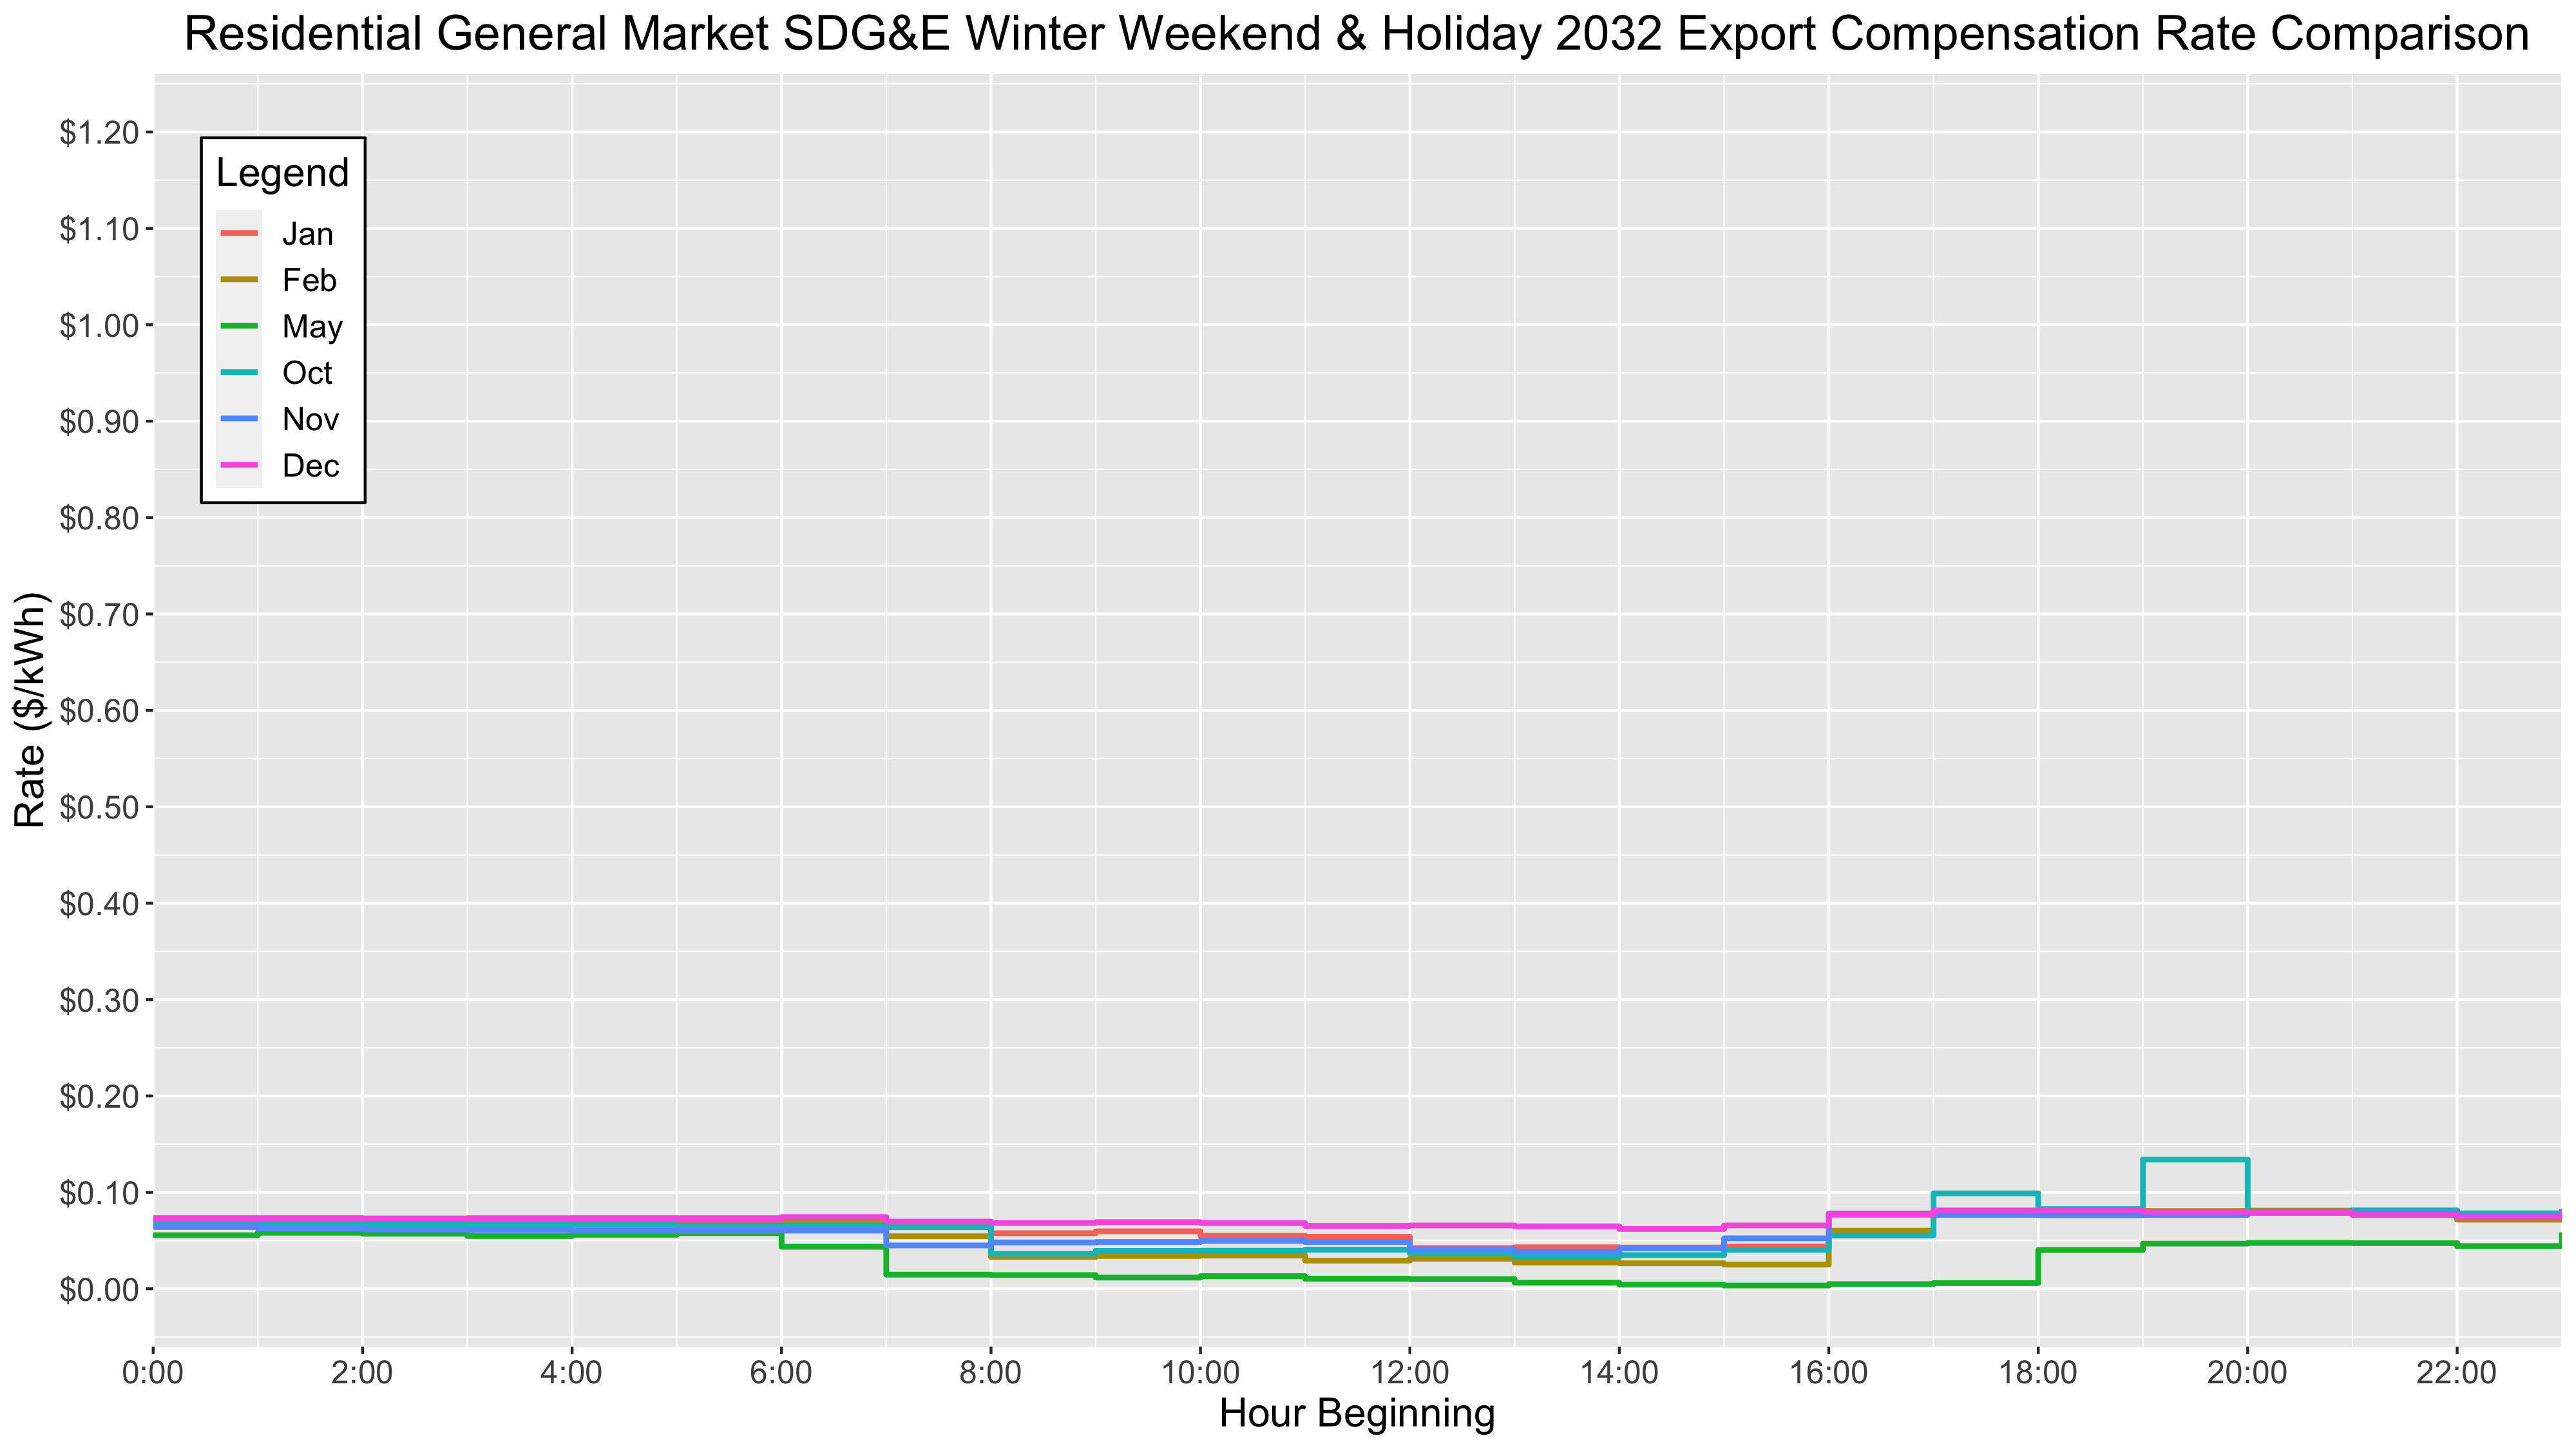 Residential General Market SDG&E Winter Weekend & Holiday 2032 Export Compensation Rate Comparison
$1.20
$1.10
$1.00
$0.90
$0.80
$0.70
$0.60
$0.50
$0.40
$0.30
$0.20
$0.10
$0.00
Rate ($/kWh)
Legend
Jan
Feb
May
Oct
Nov
Dec
0:00 2:00 4:00 6:00 8:00 10:00 12:00 14:00 16:00 18:00 20:00 22:00
Hour Beginning